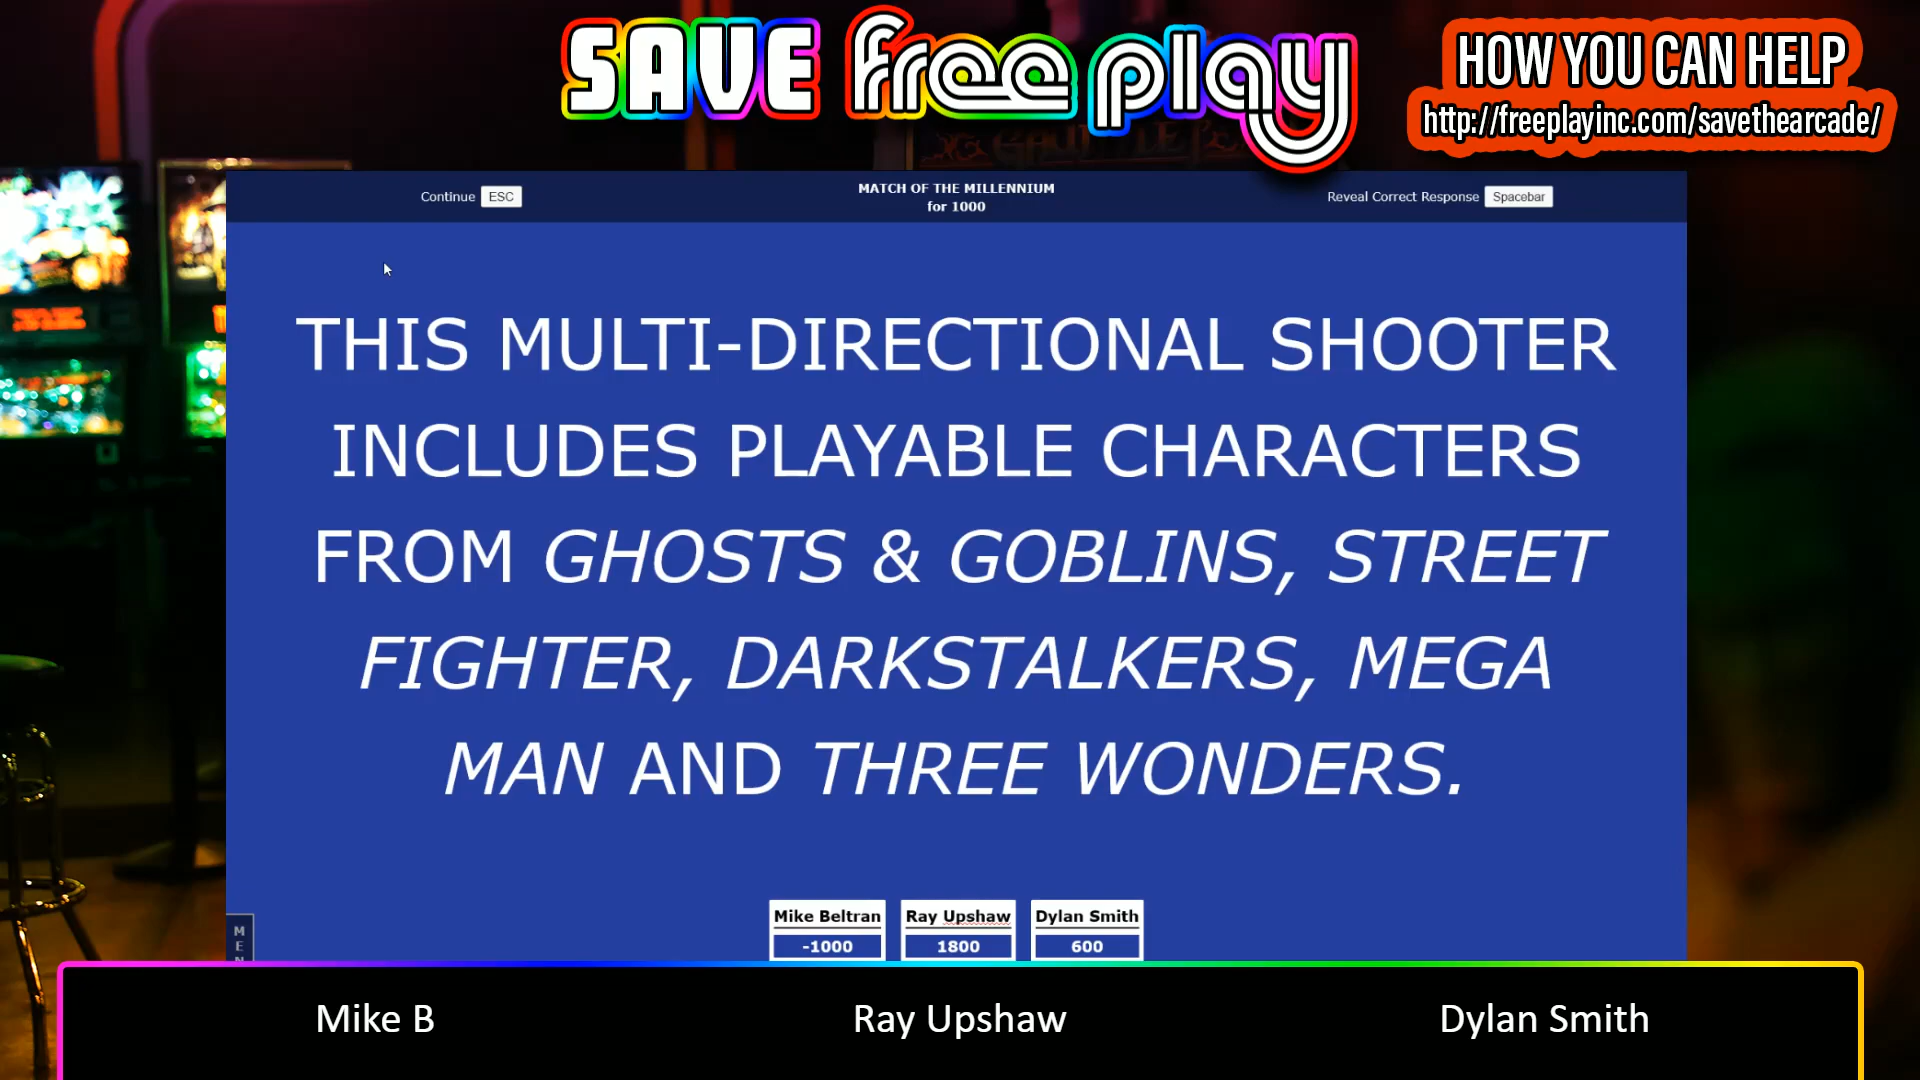 SAVE free play
HOW YOU CAN HELP
http://freeplayinc.com/savethearcade/
Continue ESC
MATCH OF THE MILLENNIUM
for 1000
Reveal Correct Response Spacebar
THIS MULTI-DIRECTIONAL SHOOTER
INCLUDES PLAYABLE CHARACTERS
FROM GHOSTS & GOBLINS, STREET
FIGHTER, DARKSTALKERS, MEGA
MAN AND THREE WONDERS.
Mike Beltran
-1000
Ray Upshaw
1800
Dylan Smith
600
M
E
N
Mike B
Ray Upshaw
Dylan Smith